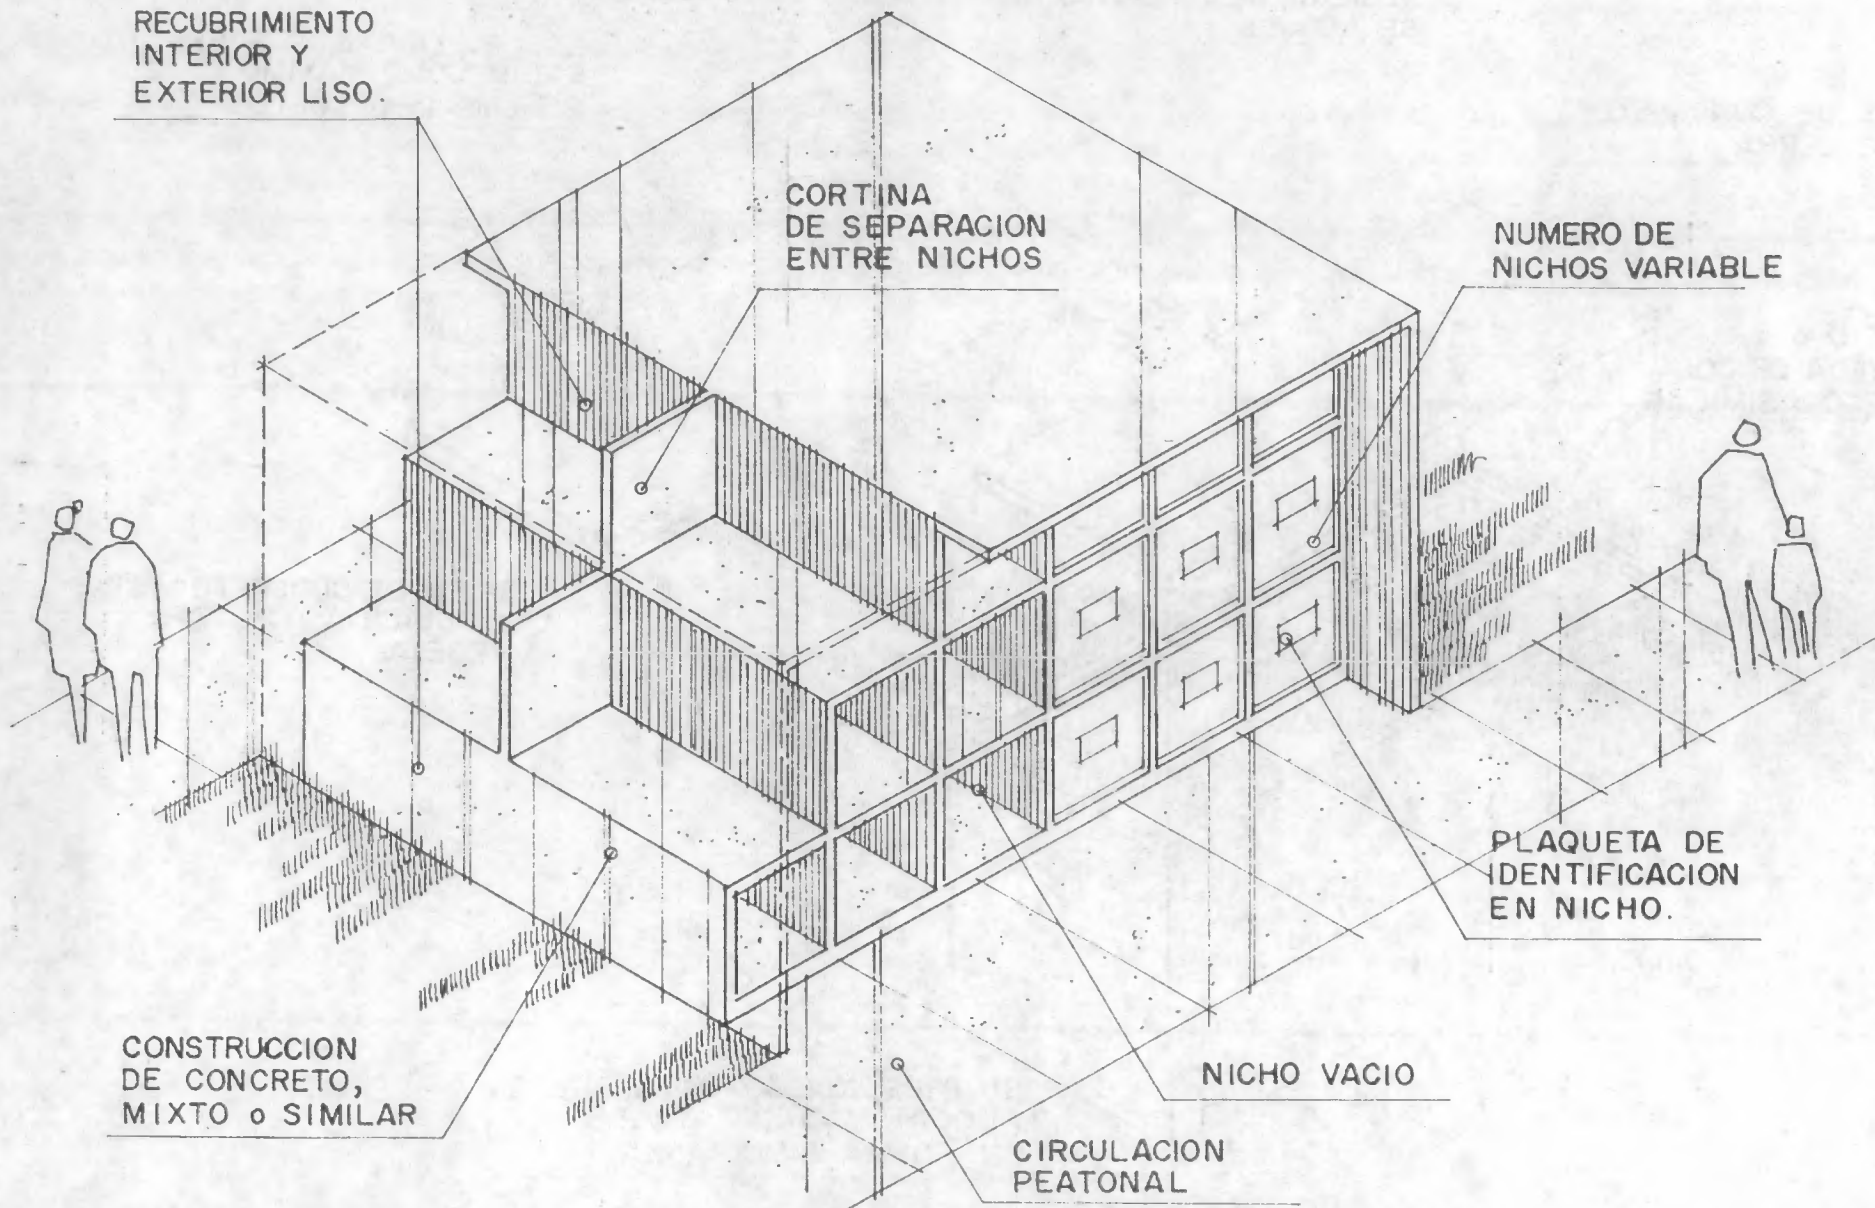 RECUBRIMIENTO
INTERIOR Y
EXTERIOR LISO.
CORTINA
DE SEPARACION
ENTRE NICHOS
NUMERO DE
NICHOS VARIABLE
PLAQUETA DE
IDENTIFICACION
EN NICHO.
NICHO VACIO
CIRCULACION
PEATONAL
CONSTRUCCION
DE CONCRETO,
MIXTO o SIMILAR